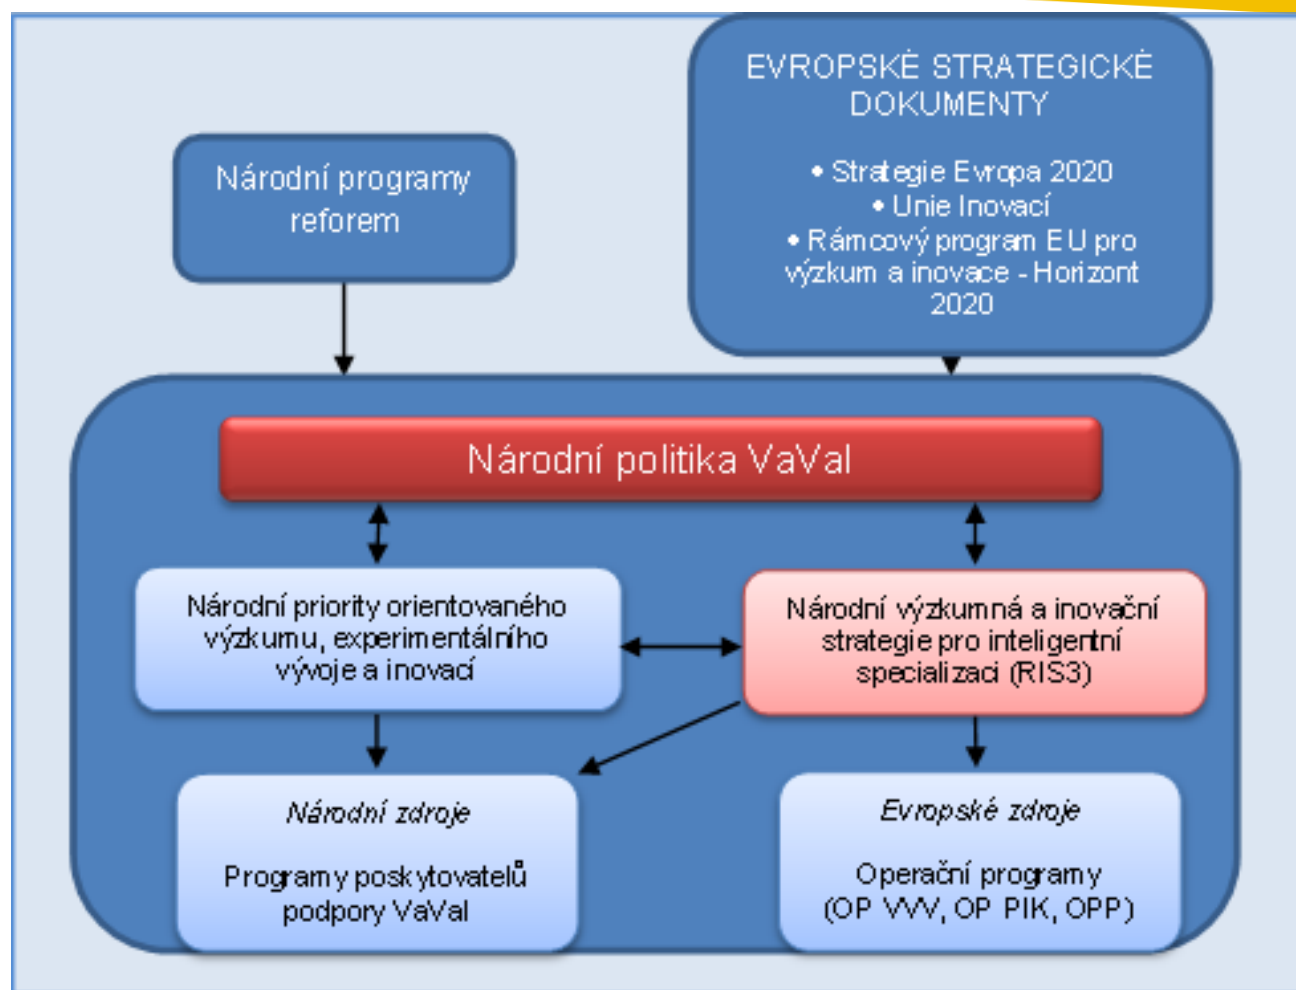 EVROPSKÉ STRATEGICKÉ
DOKUMENTY
• Strategie Evropa 2020
• Unie Inovací
• Rámcový program EU pro
výzkum a inovace - Horizont
2020
Národní programy
reforem
Národní politika VaVaI
Národní priority orientovaného
výzkumu, experimentálního
vývoje a inovací
Národní výzkumná a inovační
strategie pro inteligentní
specializaci (RIS3)
Národní zdroje
Programy poskytovatelů
podpory VaVaI
Evropské zdroje
Operační programy
(OP VVV, OP PIK, OPP)